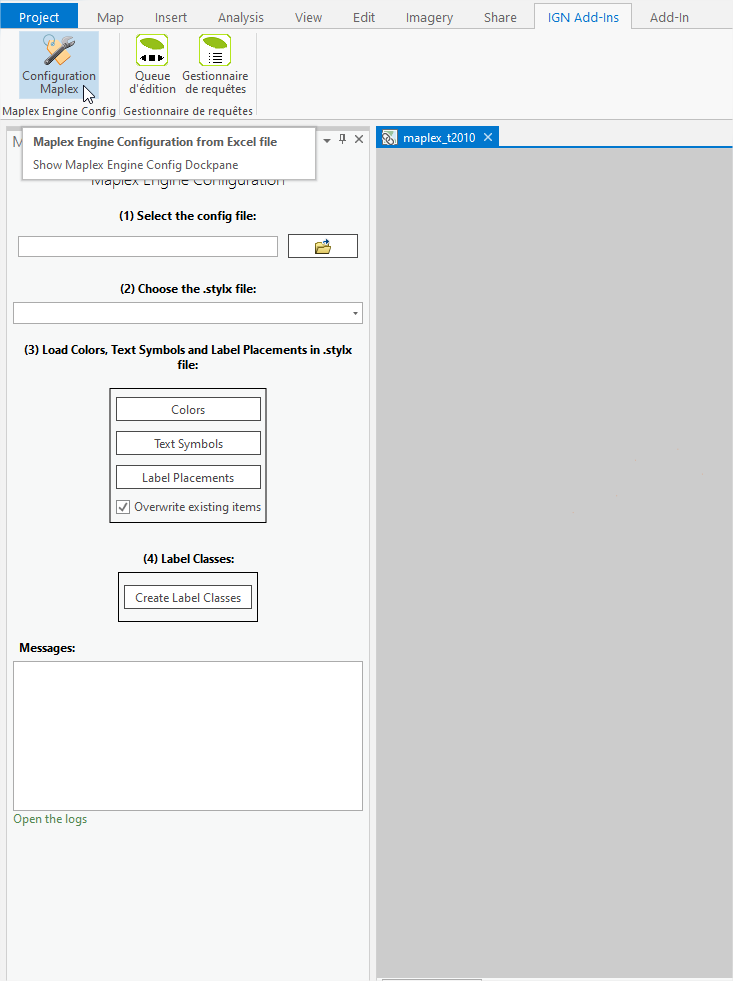 Project Map Insert Analysis View Edit Imagery Share IGN Add-Ins Add-In
Configuration Maplex
Queue d'édition
Gestionnaire de requêtes
Maplex Engine Config Gestionnaire de requêtes
Maplex Engine Configuration from Excel file
Show Maplex Engine Config Dockpane
maplex_t2010
Maplex Engine Configuration
(1) Select the config file:
(2) Choose the .stylx file:
(3) Load Colors, Text Symbols and Label Placements in .stylx
file:
Colors
Text Symbols
Label Placements
Overwrite existing items
(4) Label Classes:
Create Label Classes
Messages:
Open the logs